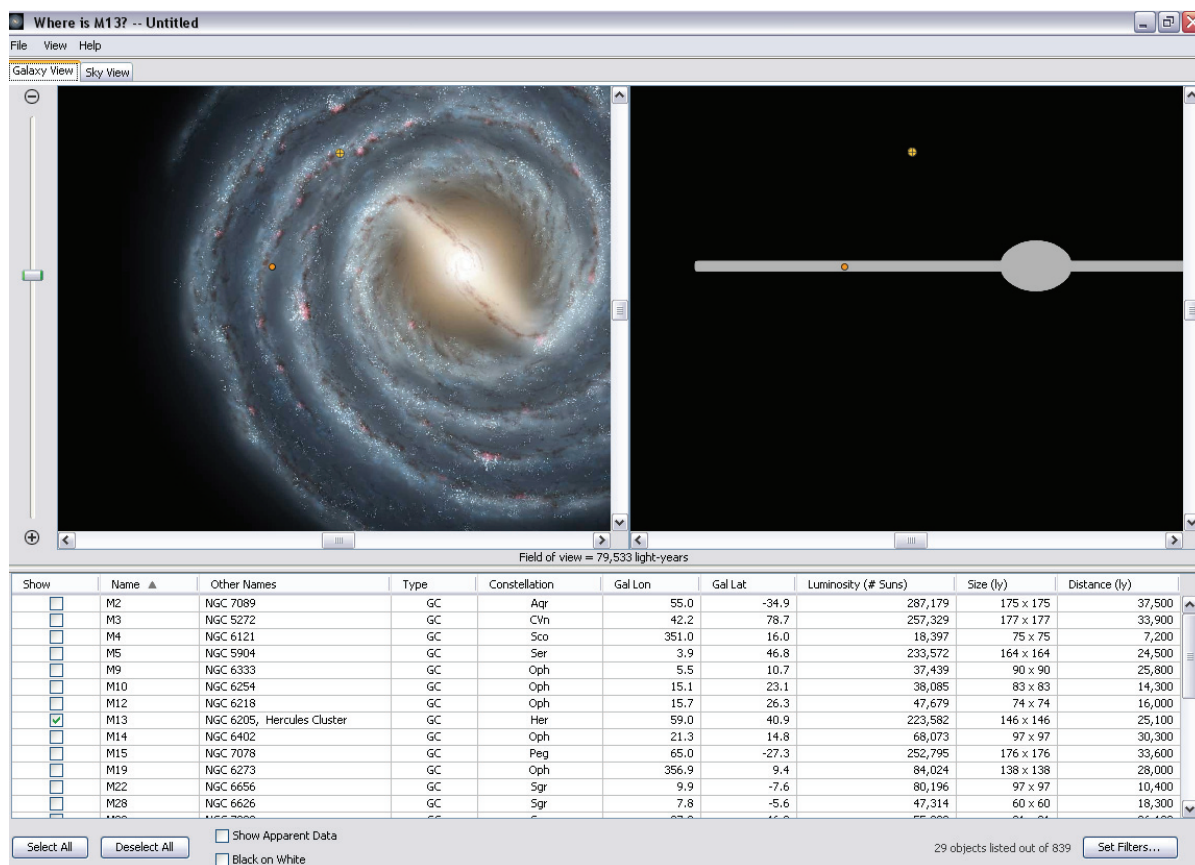 Where is M13? -- Untitled
File View Help
Galaxy View Sky View
Field of view = 79,533 light-years
Show Name Other Names Type Constellation Gal Lon Gal Lat Luminosity (# Suns) Size (ly) Distance (ly)
M2 NGC 7089 GC Aqr 55.0 -34.9 287,179 175 x 175 37,500
M3 NGC 5272 GC CVn 42.2 78.7 257,329 177 x 177 33,900
M4 NGC 6121 GC Sco 351.0 16.0 18,397 75 x 75 7,200
M5 NGC 5904 GC Ser 3.9 46.8 233,572 164 x 164 24,500
M9 NGC 6333 GC Oph 5.5 10.7 37,439 90 x 90 25,800
M10 NGC 6254 GC Oph 15.1 23.1 38,085 83 x 83 14,300
M12 NGC 6218 GC Oph 15.7 26.3 47,679 74 x 74 16,000
M13 NGC 6205, Hercules Cluster GC Her 59.0 40.9 223,582 146 x 146 25,100
M14 NGC 6402 GC Oph 21.3 14.8 68,073 97 x 97 30,300
M15 NGC 7078 GC Peg 65.0 -27.3 252,795 176 x 176 33,600
M19 NGC 6273 GC Oph 356.9 9.4 84,024 138 x 138 28,000
M22 NGC 6656 GC Sgr 9.9 -7.6 80,196 97 x 97 10,400
M28 NGC 6626 GC Sgr 7.8 -5.6 47,314 60 x 60 18,300
Select All Deselect All Show Apparent Data 29 objects listed out of 839 Set Filters...
Black on White